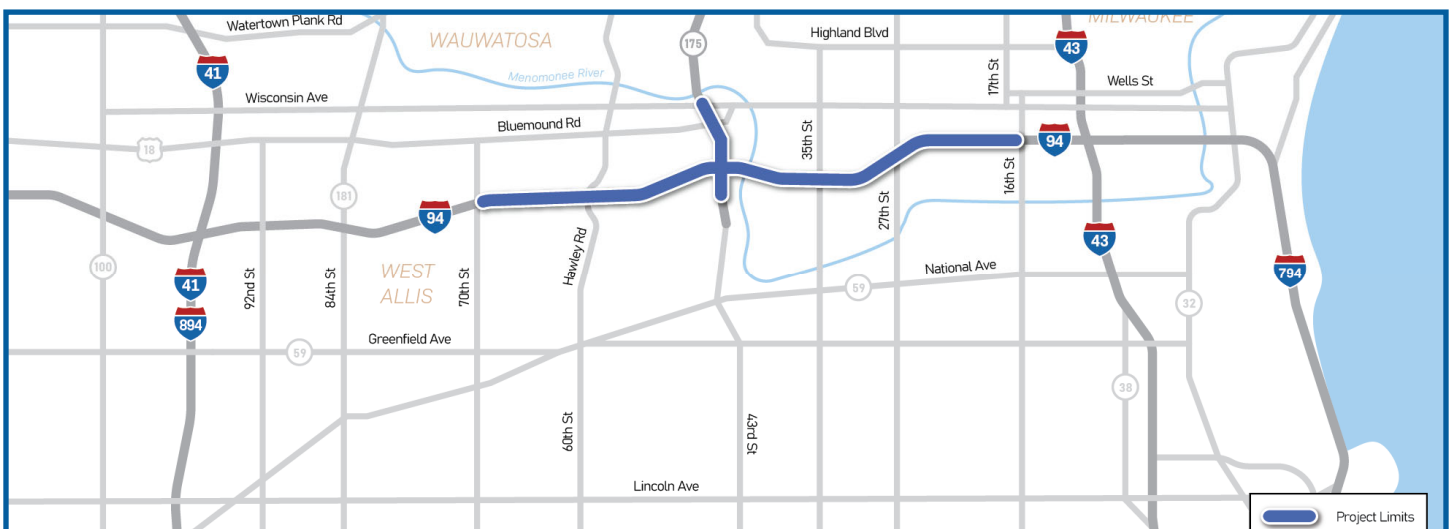 Watertown Plank Rd
WAUWATOSA
175
Highland Blvd
MILWAUKEE
43
41
Menomonee River
17th St
Wells St
Wisconsin Ave
Bluemound Rd
18
35th St
94
16th St
181
94
27th St
Hawley Rd
43
100
WEST
ALLIS
National Ave
41
92nd St
84th St
70th St
59
794
32
894
Greenfield Ave
59
38
60th St
43rd St
Lincoln Ave
Project Limits